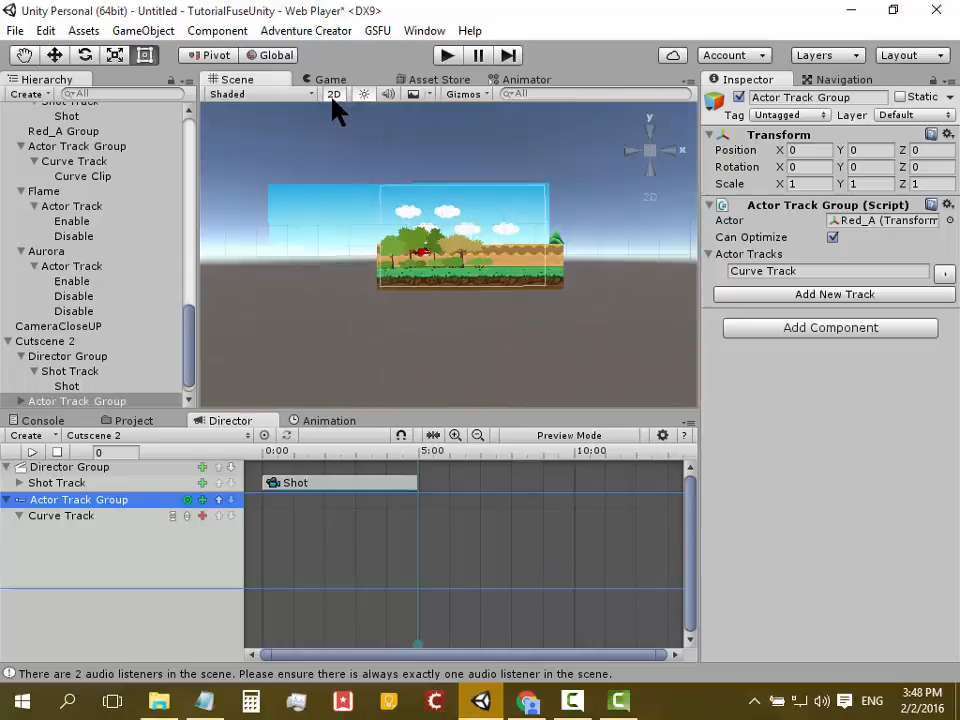 Unity Personal (64bit) - Untitled - TutorialFuseUnity - Web Player* <DX9>
File Edit Assets GameObject Component Adventure Creator GSFU Window Help
Pivot Global Account Layers Layout
Hierarchy Scene Game Asset Store Animator Inspector Navigation
Create All Shaded 2D Gizmos All
Actor Track Group Static
Tag Untagged Layer Default
Shot
Red_A Group
Actor Track Group
Curve Track
Curve Clip
Flame
Actor Track
Enable
Disable
Aurora
Actor Track
Enable
Disable
Disable
CameraCloseUP
Cutscene 2
Director Group
Shot Track
Shot
Actor Track Group
y
x
2D
Transform
Position X 0 Y 0 Z 0
Rotation X 0 Y 0 Z 0
Scale X 1 Y 1 Z 1
Actor Track Group (Script)
Actor Red_A (Transform
Can Optimize
Actor Tracks
Curve Track
Add New Track
Add Component
Console Project Director Animation
Create Cutscene 2 Preview Mode ?
0 0:00 5:00 10:00
Director Group
Shot Track Shot
Actor Track Group
Curve Track
There are 2 audio listeners in the scene. Please ensure there is always exactly one audio listener in the scene.
ENG
3:48 PM
2/2/2016